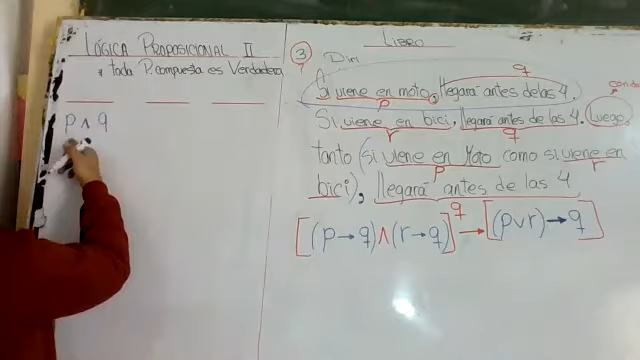 LÓGICA PROPOSICIONAL II
toda P. compuesta es Verdadera
p ∧ q
LIBRO
3
q
Si viene en moto, llegará antes de las 4.
p
Si viene en bici, llegará antes de las 4. Luego,
r q
tanto (si viene en Moto como si viene en
p r
bici), llegará antes de las 4
q
[(p → q) ∧ (r → q)] → [(p ∨ r) → q]